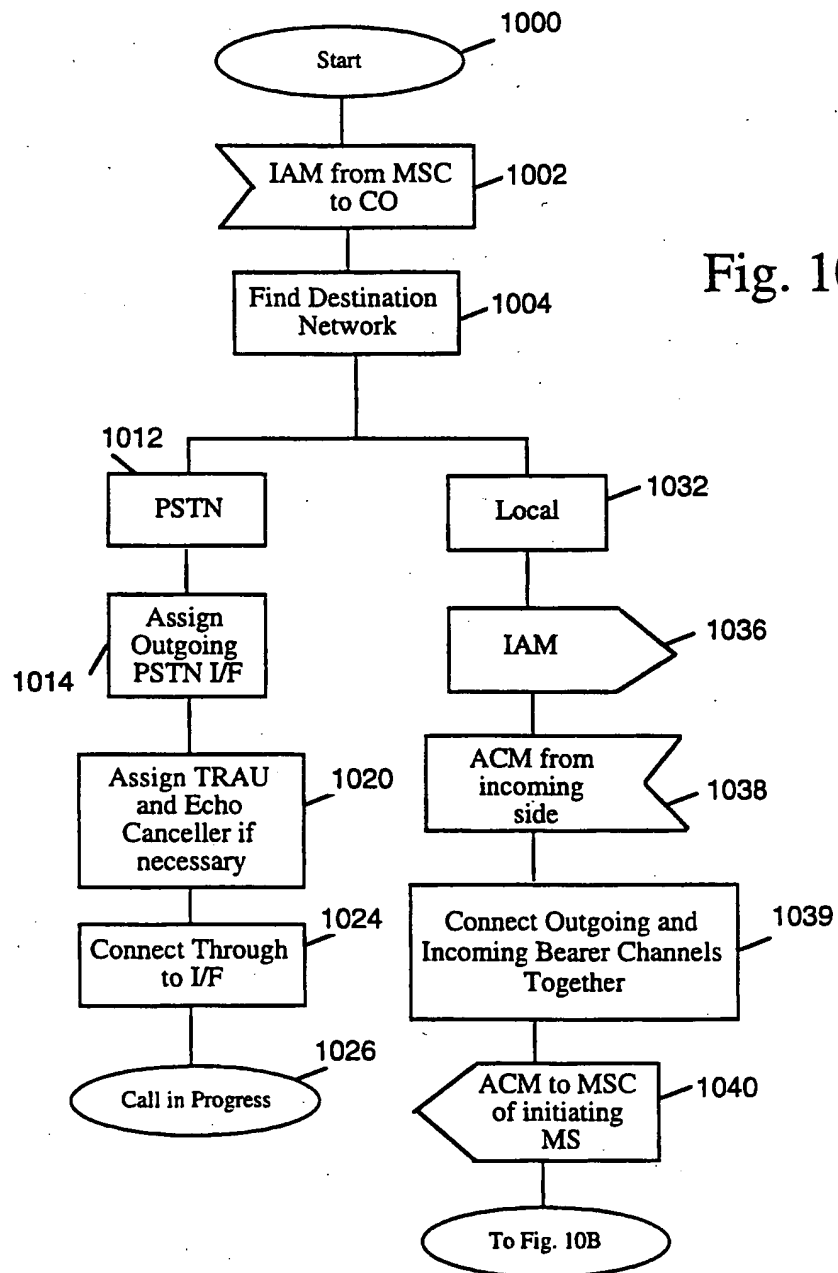 1000
Start
IAM from MSC
to CO
1002
Find Destination
Network
1004
Fig. 10
1012
PSTN
Local
1032
Assign
Outgoing
PSTN I/F
1014
IAM
1036
Assign TRAU
and Echo
Canceller if
necessary
1020
ACM from
incoming
side
1038
Connect Through
to I/F
1024
Connect Outgoing and
Incoming Bearer Channels
Together
1039
Call in Progress
1026
ACM to MSC
of initiating
MS
1040
To Fig. 10B